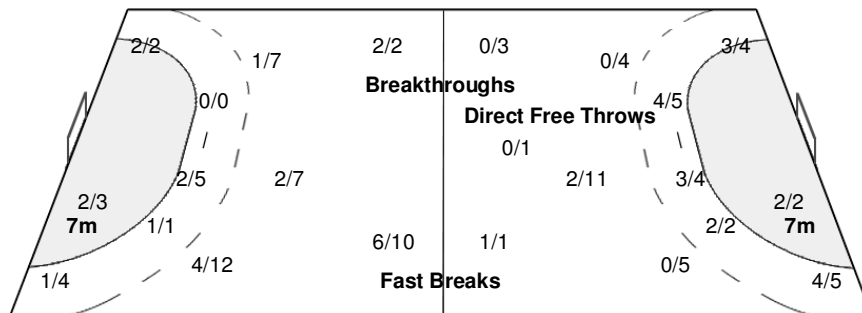 2/2 2/2 0/3 3/4
1/7 0/4
Breakthroughs
0/0 4/5
Direct Free Throws
0/1
2/5 2/7 2/11 3/4
2/3 2/2
7m 1/1 2/2 7m
6/10 1/1
4/12 0/5
1/4 Fast Breaks 4/5